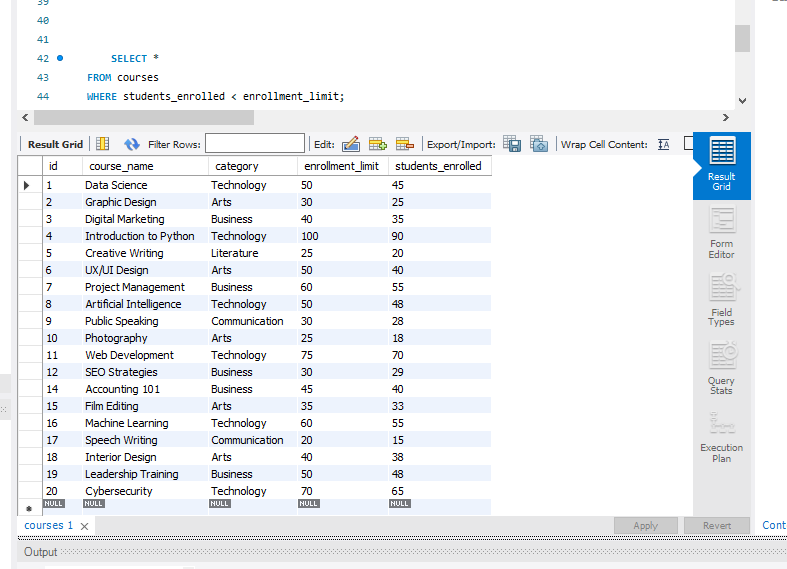 39
40
41
42 SELECT *
43 FROM courses
44 WHERE students_enrolled < enrollment_limit;
Result Grid Filter Rows: Edit: Export/Import: Wrap Cell Content:
id course_name category enrollment_limit students_enrolled
1 Data Science Technology 50 45
2 Graphic Design Arts 30 25
3 Digital Marketing Business 40 35
4 Introduction to Python Technology 100 90
5 Creative Writing Literature 25 20
6 UX/UI Design Arts 50 40
7 Project Management Business 60 55
8 Artificial Intelligence Technology 50 48
9 Public Speaking Communication 30 28
10 Photography Arts 25 18
11 Web Development Technology 75 70
12 SEO Strategies Business 30 29
14 Accounting 101 Business 45 40
15 Film Editing Arts 35 33
16 Machine Learning Technology 60 55
17 Speech Writing Communication 20 15
18 Interior Design Arts 40 38
19 Leadership Training Business 50 48
20 Cybersecurity Technology 70 65
NULL NULL NULL NULL NULL
Result
Grid
Form
Editor
Field
Types
Query
Stats
Execution
Plan
courses 1 Apply Revert Cont
Output